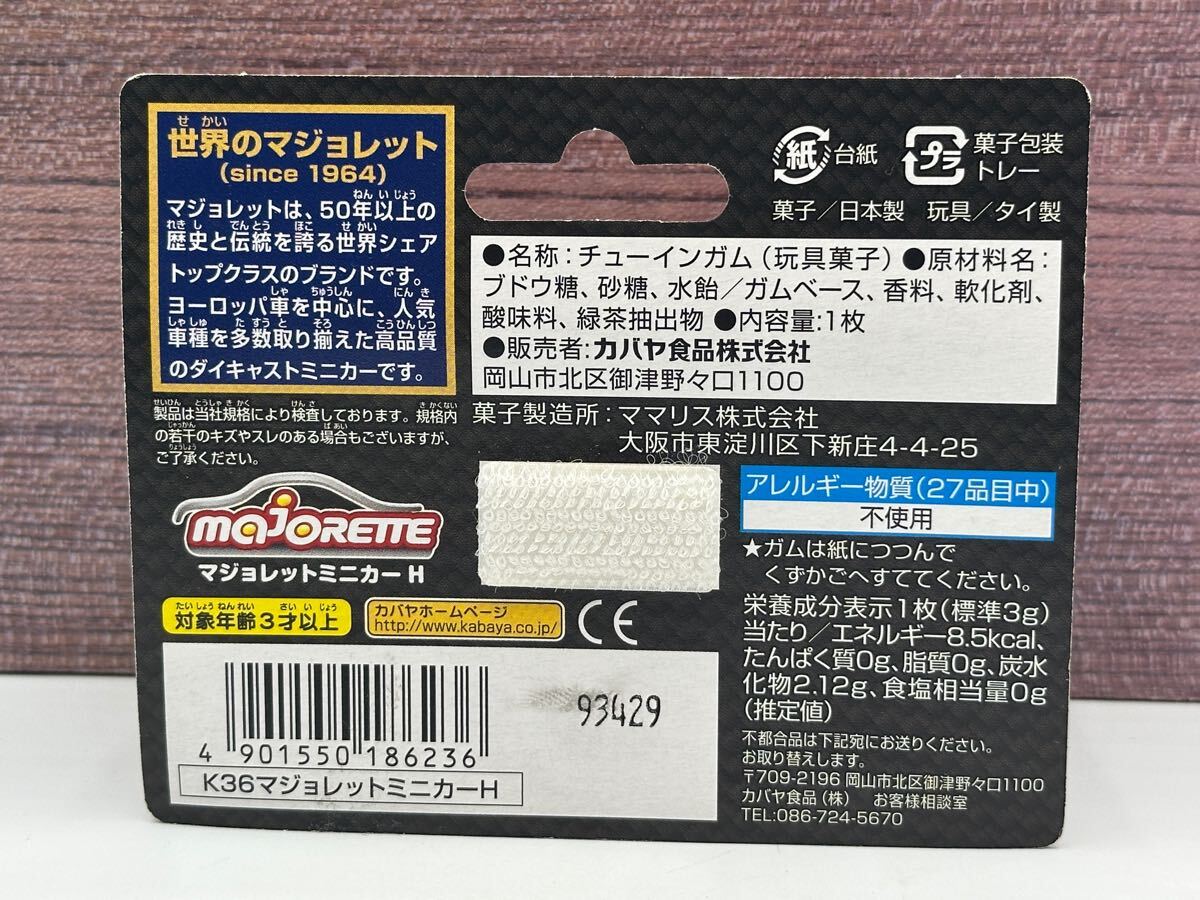 世界のマジョレット
(since 1964)
マジョレットは、50年以上の
歴史と伝統を誇る世界シェア
トップクラスのブランドです。
ヨーロッパ車を中心に、人気
車種を多数取り揃えた高品質
のダイキャストミニカーです。
製品は当社規格により検査しております。規格内
の若干のキズやスレのある場合もございますが、
ご了承ください。
majORETTE
マジョレットミニカー H
対象年齢3才以上
カバヤホームページ
http://www.kabaya.co.jp/
CE
4 901550 186236
K36マジョレットミニカーH
93429
紙 台紙
プラ 菓子包装
トレー
菓子/日本製 玩具/タイ製
●名称:チューインガム(玩具菓子)●原材料名:
ブドウ糖、砂糖、水飴/ガムベース、香料、軟化剤、
酸味料、緑茶抽出物 ●内容量:1枚
●販売者:カバヤ食品株式会社
岡山市北区御津野々口1100
菓子製造所:ママリス株式会社
大阪市東淀川区下新庄4-4-25
アレルギー物質(27品目中)
不使用
★ガムは紙につつんで
くずかごへすててください。
栄養成分表示1枚(標準3g)
当たり/エネルギー8.5kcal、
たんぱく質0g、脂質0g、炭水
化物2.12g、食塩相当量0g
(推定値)
不都合品は下記宛にお送りください。
お取り替えします。
〒709-2196 岡山市北区御津野々口1100
カバヤ食品(株) お客様相談室
TEL:086-724-5670